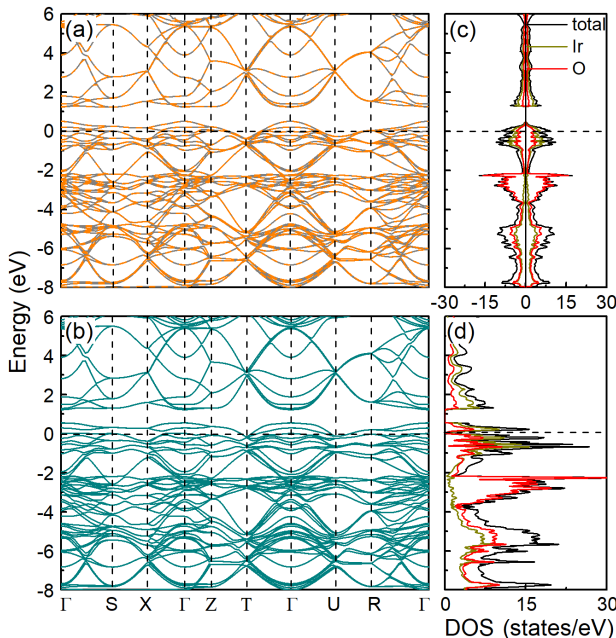 (a)
6
4
2
0
-2
-4
-6
-8
(c)
total
Ir
O
-30
-15
0
15
30
Energy (eV)
(b)
6
4
2
0
-2
-4
-6
-8
Γ S X Γ Z T Γ U R Γ
(d)
0
15
30
DOS (states/eV)